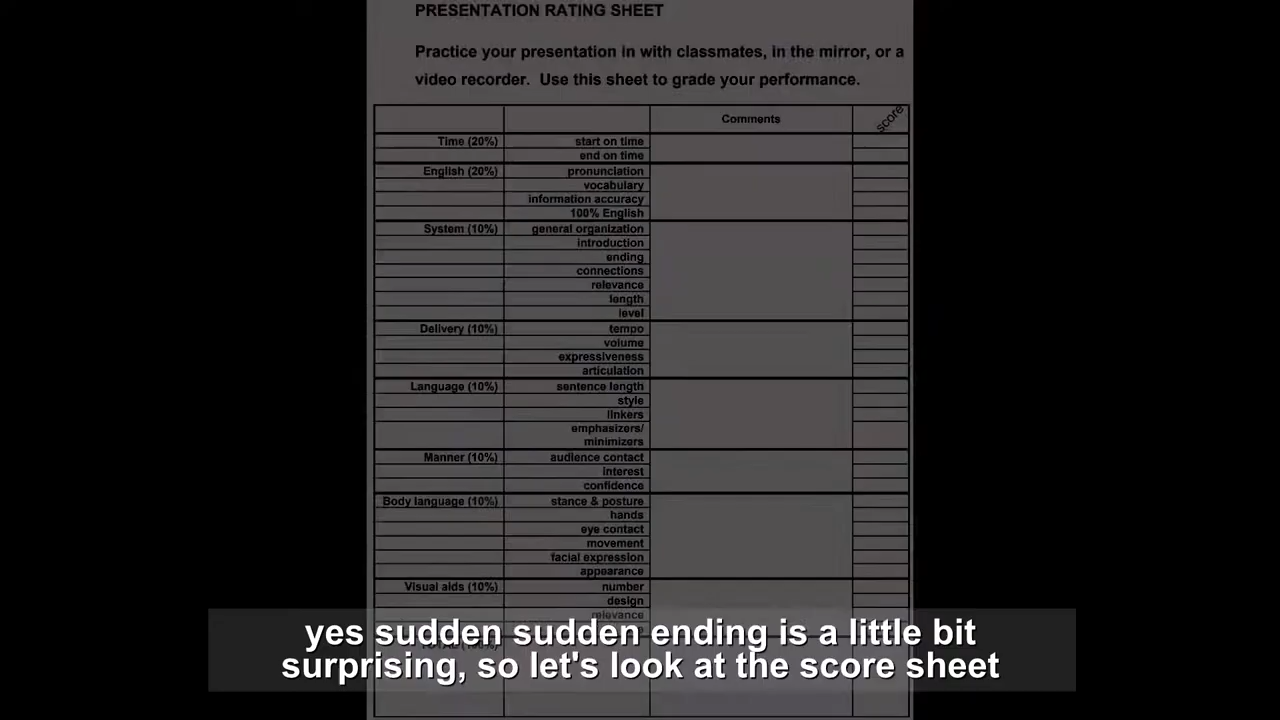 PRESENTATION RATING SHEET
Practice your presentation in with classmates, in the mirror, or a
video recorder. Use this sheet to grade your performance.
Comments score
Time (20%) start on time
end on time
English (20%) pronunciation
vocabulary
information accuracy
100% English
System (10%) general organization
introduction
ending
connections
relevance
length
level
Delivery (10%) tempo
volume
expressiveness
articulation
Language (10%) sentence length
style
linkers
emphasizers/
minimizers
Manner (10%) audience contact
interest
confidence
Body language (10%) stance & posture
hands
eye contact
movement
facial expression
appearance
Visual aids (10%) number
design
relevance
yes sudden sudden ending is a little bit
surprising, so let's look at the score sheet